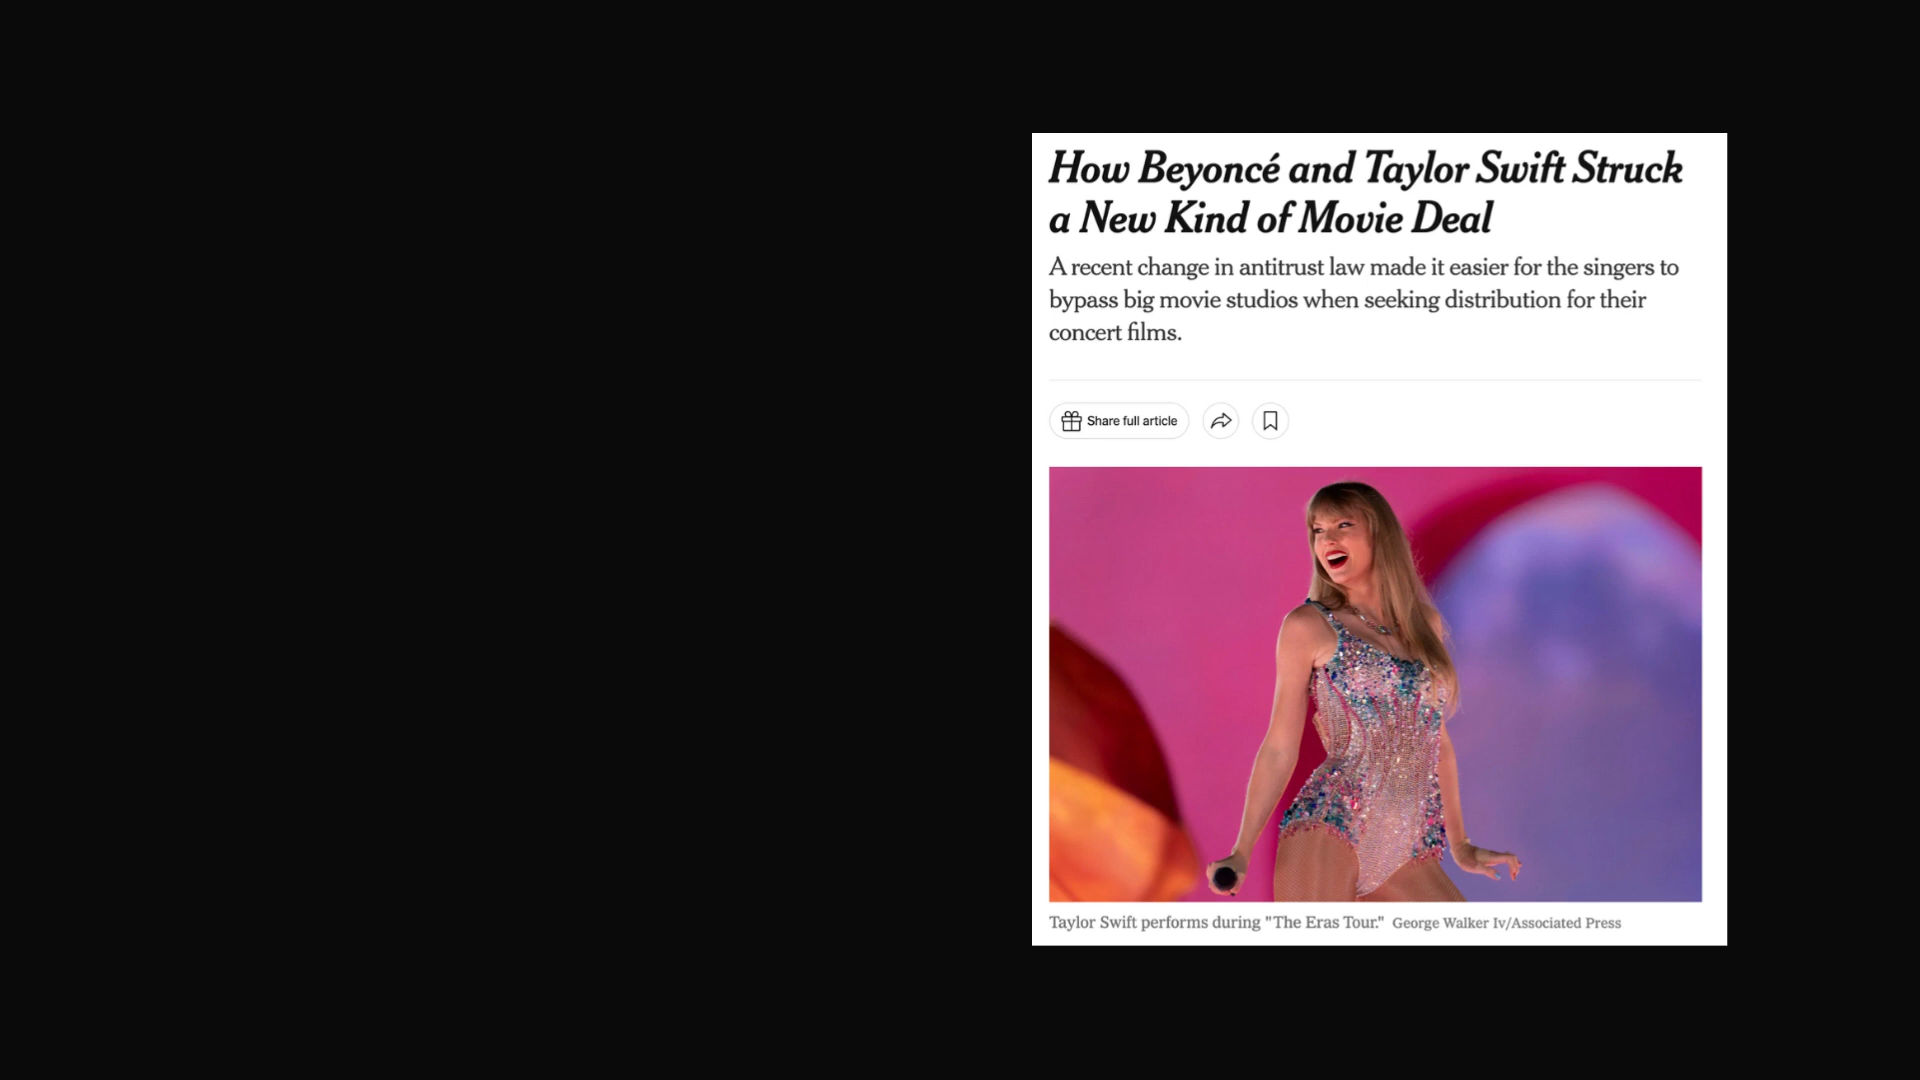 How Beyoncé and Taylor Swift Struck
a New Kind of Movie Deal
A recent change in antitrust law made it easier for the singers to
bypass big movie studios when seeking distribution for their
concert films.
Share full article
Taylor Swift performs during "The Eras Tour." George Walker Iv/Associated Press